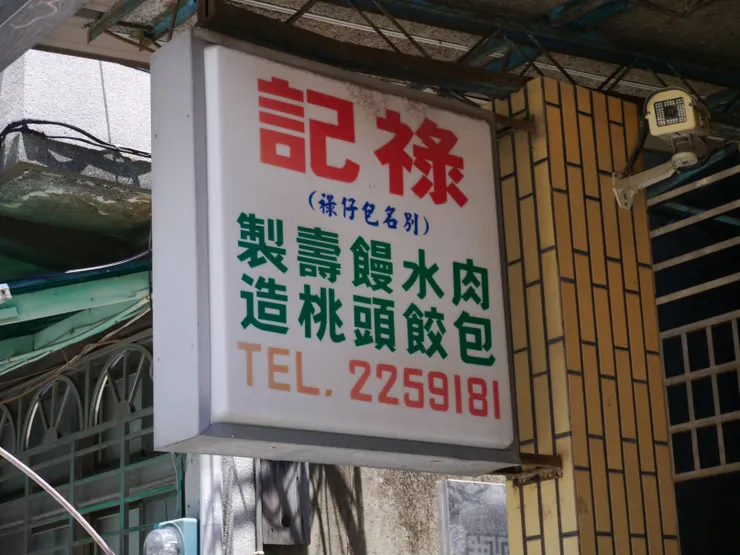 祿記
(別名包仔祿)
肉包
水餃
饅頭
壽桃
製造
TEL. 2259181